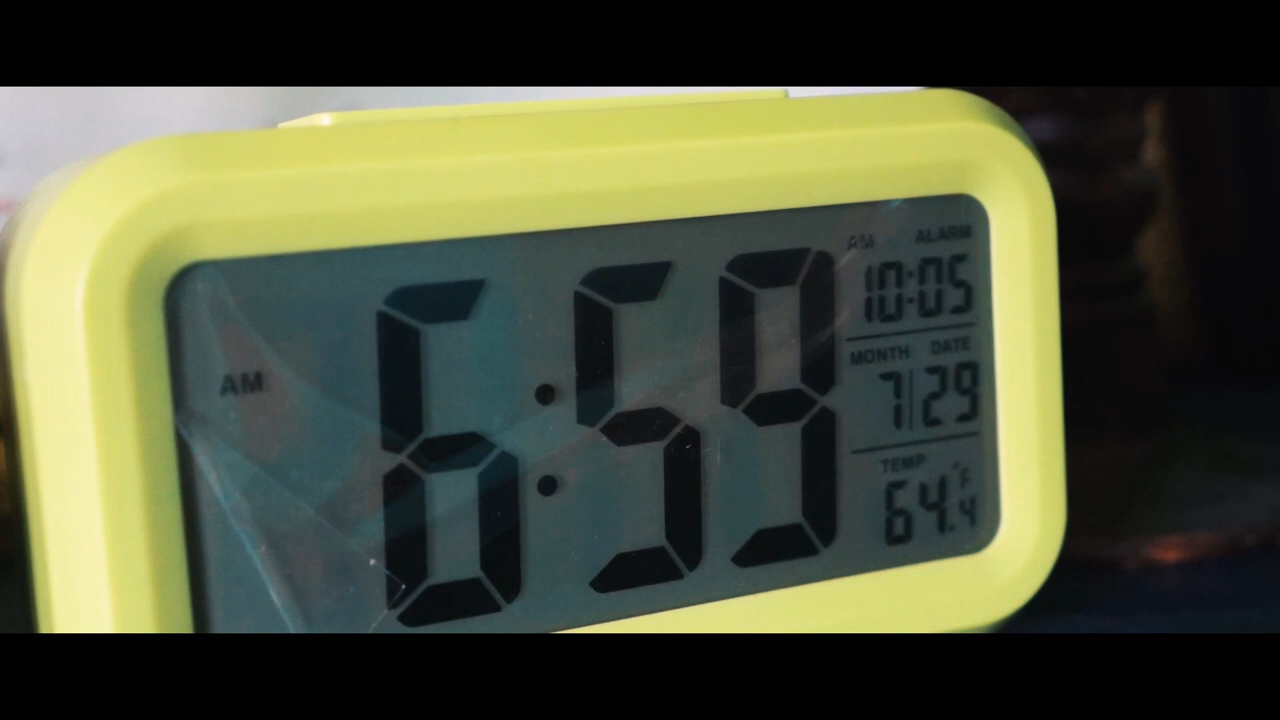 AM 6:59
AM ALARM
10:05
MONTH DATE
7|29
TEMP
64.4 °F